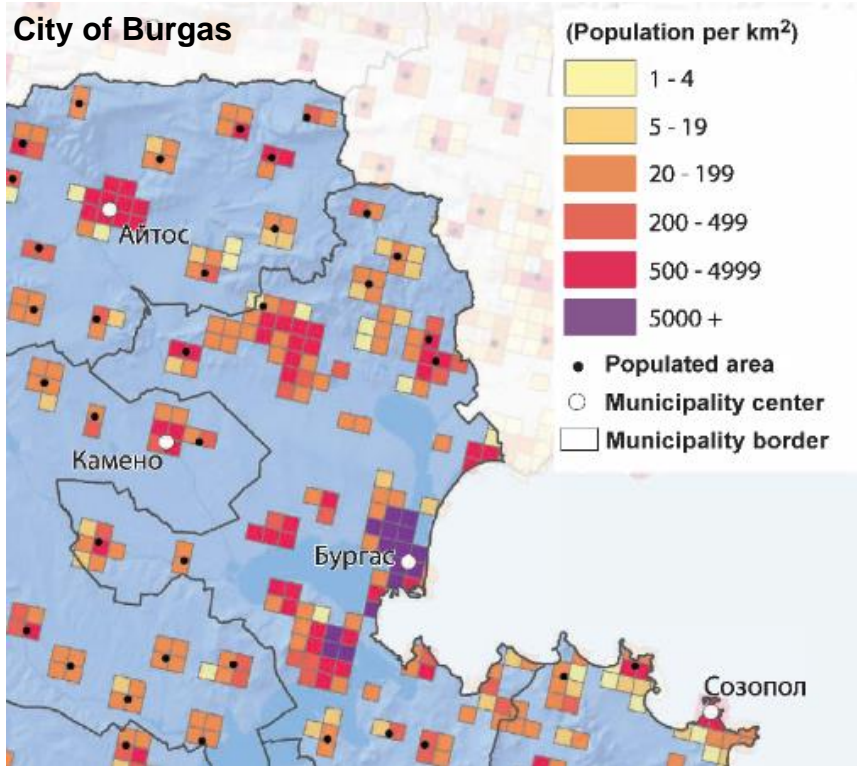 City of Burgas
(Population per km²)
1 - 4
5 - 19
20 - 199
200 - 499
500 - 4999
5000 +
Populated area
Municipality center
Municipality border
Айтос
Камено
Бургас
Созопол